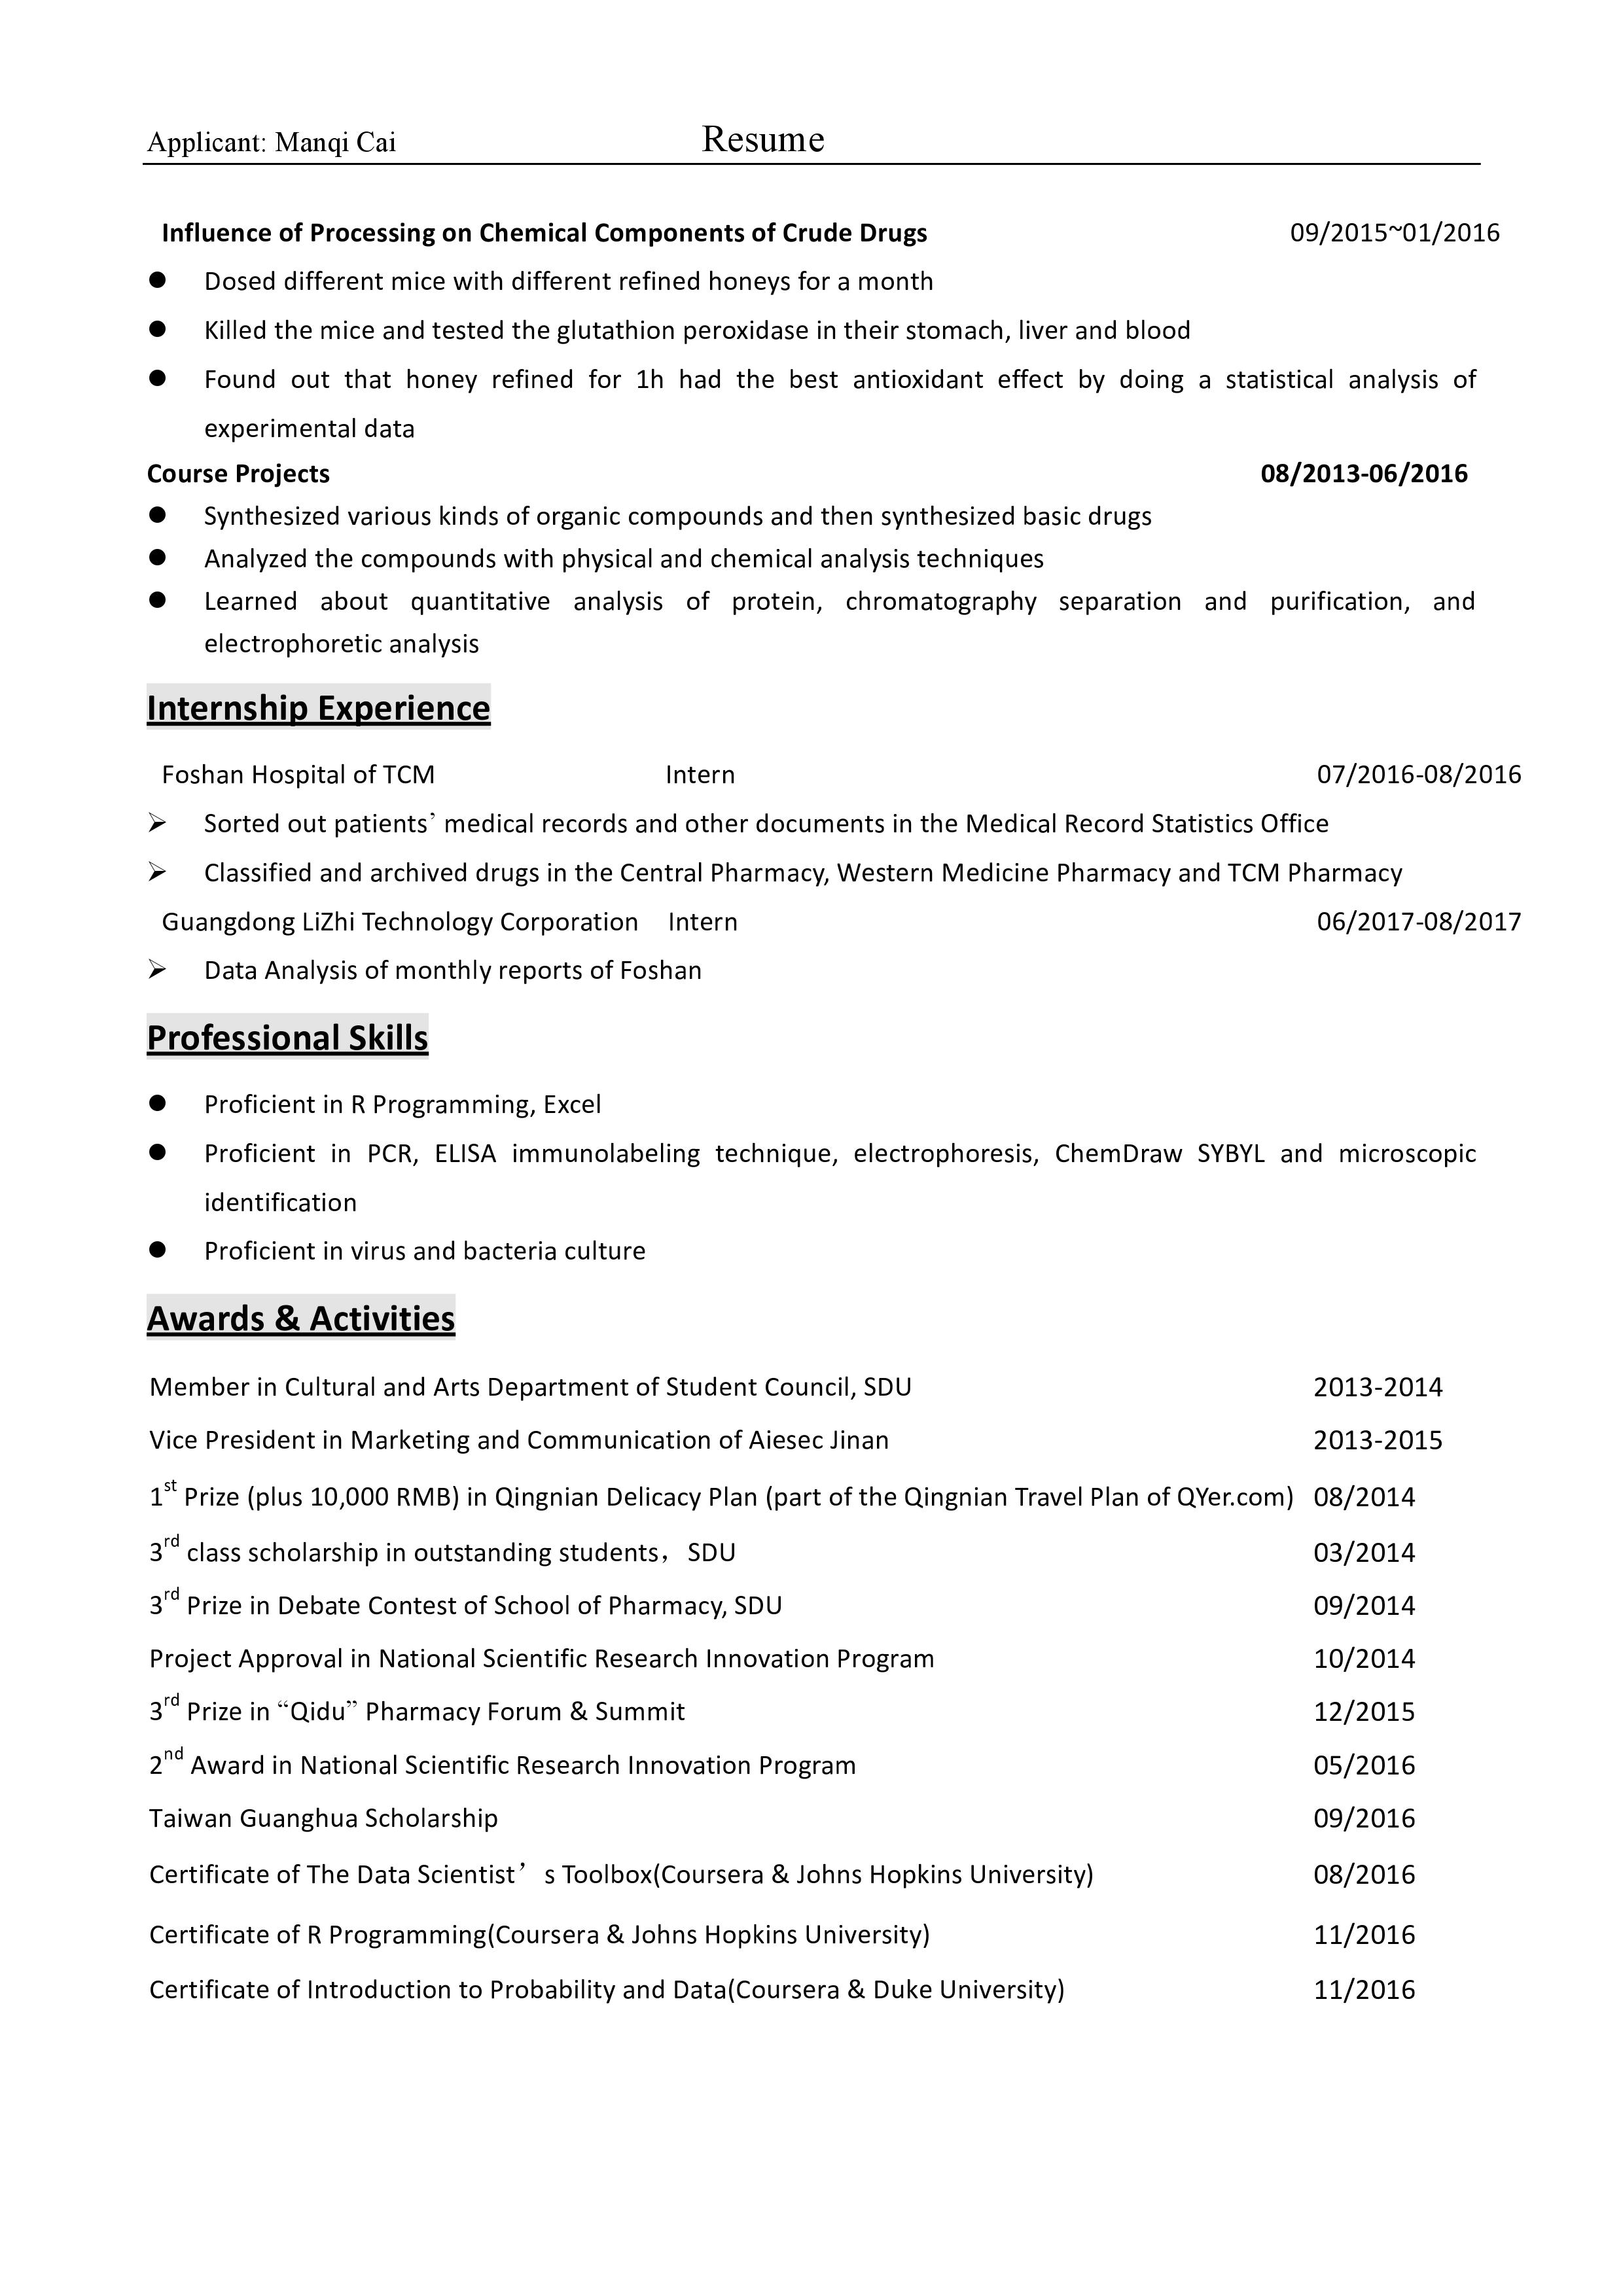 Applicant: Manqi Cai Resume
Influence of Processing on Chemical Components of Crude Drugs 09/2015~01/2016
● Dosed different mice with different refined honeys for a month
● Killed the mice and tested the glutathion peroxidase in their stomach, liver and blood
● Found out that honey refined for 1h had the best antioxidant effect by doing a statistical analysis of
experimental data
Course Projects 08/2013-06/2016
● Synthesized various kinds of organic compounds and then synthesized basic drugs
● Analyzed the compounds with physical and chemical analysis techniques
● Learned about quantitative analysis of protein, chromatography separation and purification, and
electrophoretic analysis
Internship Experience
Foshan Hospital of TCM Intern 07/2016-08/2016
➢ Sorted out patients’ medical records and other documents in the Medical Record Statistics Office
➢ Classified and archived drugs in the Central Pharmacy, Western Medicine Pharmacy and TCM Pharmacy
Guangdong LiZhi Technology Corporation Intern 06/2017-08/2017
➢ Data Analysis of monthly reports of Foshan
Professional Skills
● Proficient in R Programming, Excel
● Proficient in PCR, ELISA immunolabeling technique, electrophoresis, ChemDraw SYBYL and microscopic
identification
● Proficient in virus and bacteria culture
Awards & Activities
Member in Cultural and Arts Department of Student Council, SDU 2013-2014
Vice President in Marketing and Communication of Aiesec Jinan 2013-2015
1st Prize (plus 10,000 RMB) in Qingnian Delicacy Plan (part of the Qingnian Travel Plan of QYer.com) 08/2014
3rd class scholarship in outstanding students，SDU 03/2014
3rd Prize in Debate Contest of School of Pharmacy, SDU 09/2014
Project Approval in National Scientific Research Innovation Program 10/2014
3rd Prize in “Qidu” Pharmacy Forum & Summit 12/2015
2nd Award in National Scientific Research Innovation Program 05/2016
Taiwan Guanghua Scholarship 09/2016
Certificate of The Data Scientist’s Toolbox(Coursera & Johns Hopkins University) 08/2016
Certificate of R Programming(Coursera & Johns Hopkins University) 11/2016
Certificate of Introduction to Probability and Data(Coursera & Duke University) 11/2016